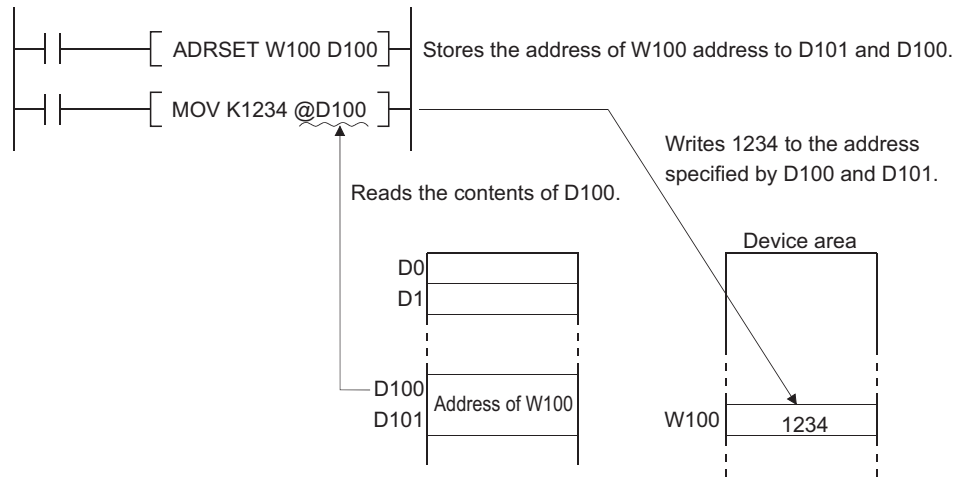 ADRSET W100 D100
Stores the address of W100 address to D101 and D100.
MOV K1234 @D100
Writes 1234 to the address
specified by D100 and D101.
Reads the contents of D100.
Device area
D0
D1
D100
D101
Address of W100
W100
1234